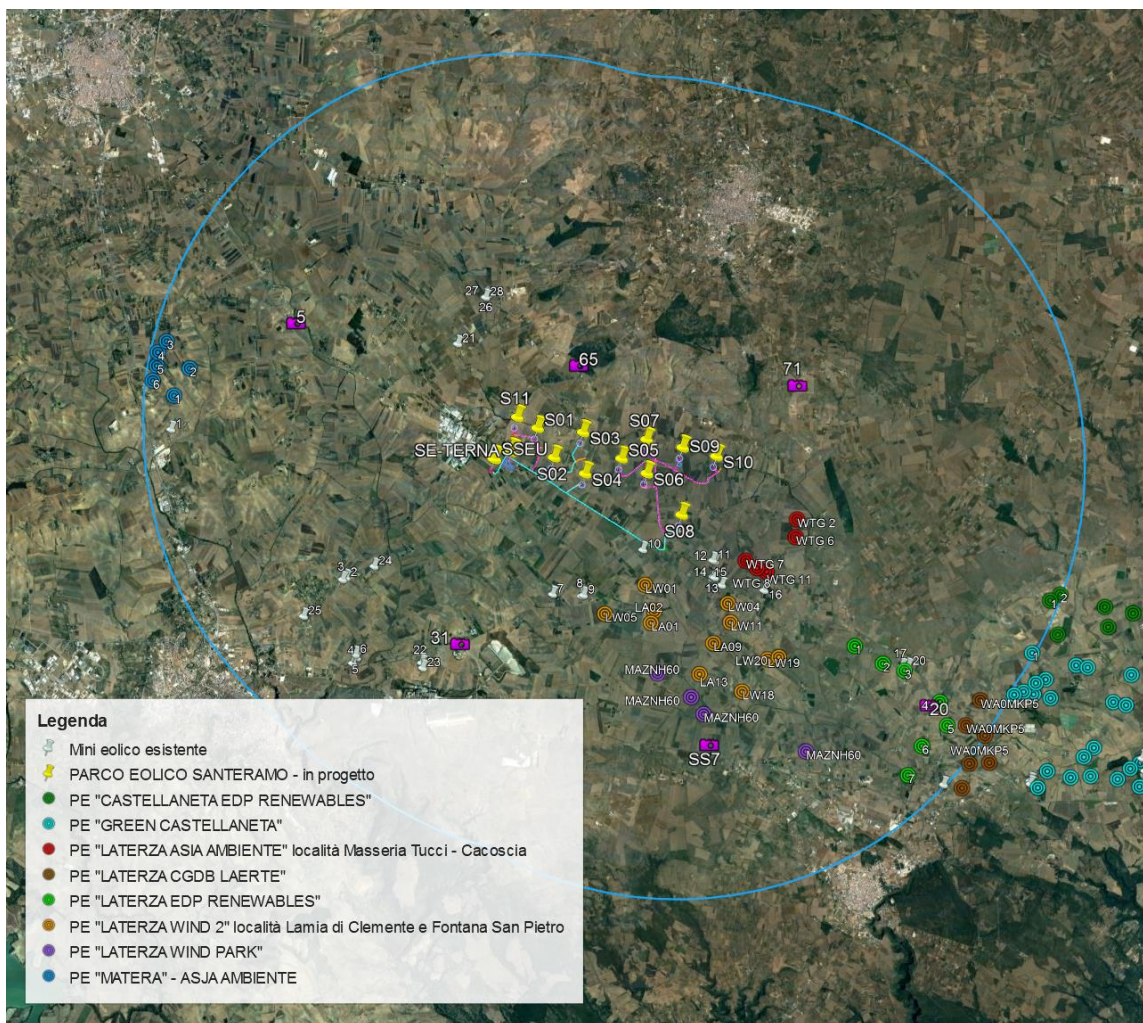 27
28
26
21
5
65
71
3
4
5
2
6
1
1
S11
S01
S07
S03
S09
SE-TERNA
SSEU
S05
S10
S02
S04
S06
S08
WTG 2
WTG 6
10
12
11
WTG 7
14
15
WTG 8
WTG 11
13
16
3
2
24
7
8
9
LW01
LA02
LW04
LW05
LA01
LW11
25
31
4
6
5
22
23
LA09
LW20
LW19
1
2
17
20
3
1
2
1
MAZNH60
LA13
MAZNH60
LW18
MAZNH60
4
20
WA0MKP5
5
WA0MKP5
SS7
MAZNH60
6
WA0MKP5
7
Legenda
Mini eolico esistente
PARCO EOLICO SANTERAMO - in progetto
PE "CASTELLANETA EDP RENEWABLES"
PE "GREEN CASTELLANETA"
PE "LATERZA ASIA AMBIENTE" località Masseria Tucci - Cacoscia
PE "LATERZA CGDB LAERTE"
PE "LATERZA EDP RENEWABLES"
PE "LATERZA WIND 2" località Lamia di Clemente e Fontana San Pietro
PE "LATERZA WIND PARK"
PE "MATERA" - ASJA AMBIENTE